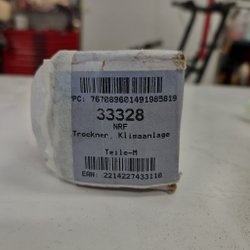 PC: 767089601491985819
33328
NRF
Trockner, Klimaanlage
Teile-M
EAN: 2214227433110